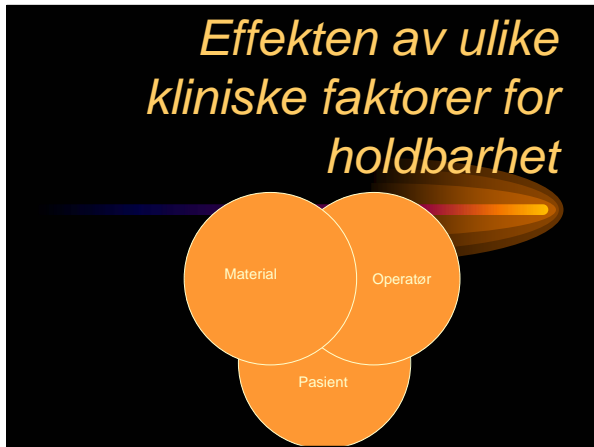 Effekten av ulike
kliniske faktorer for
holdbarhet
Material
Operatør
Pasient